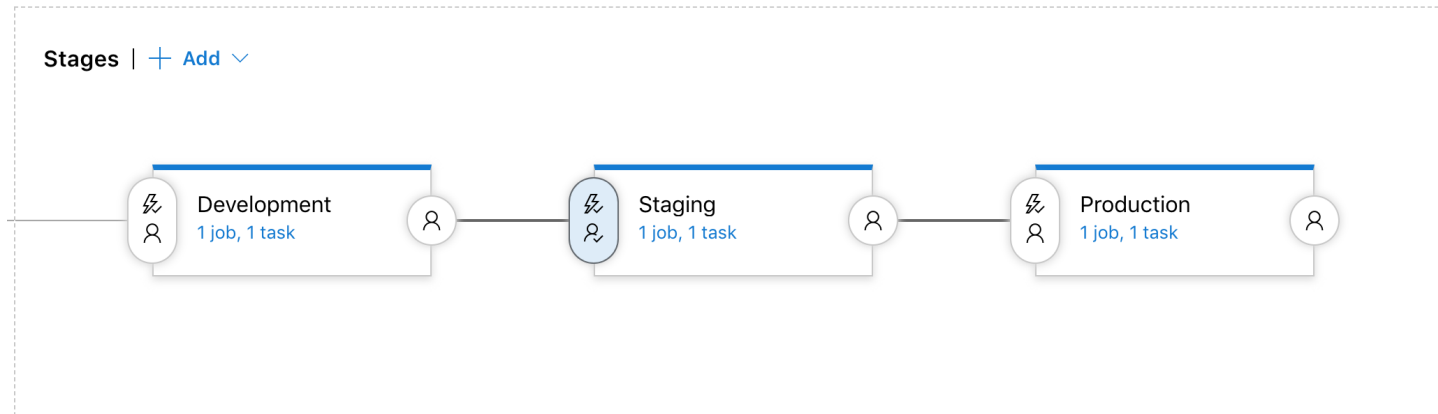 Stages | + Add
Development
1 job, 1 task
Staging
1 job, 1 task
Production
1 job, 1 task